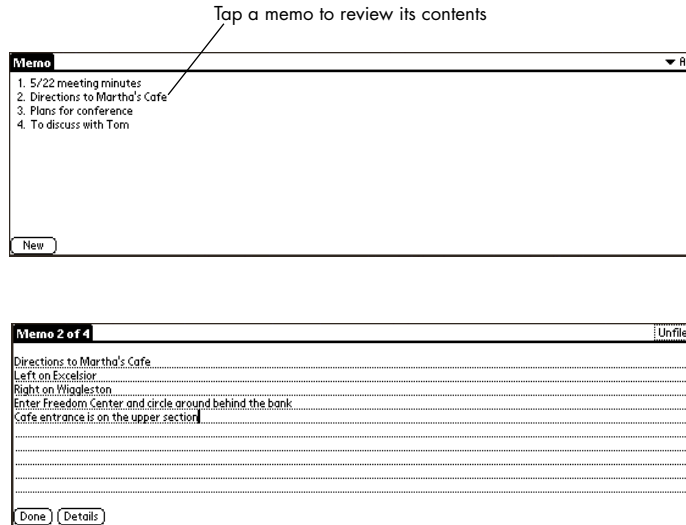 Tap a memo to review its contents
Memo
1. 5/22 meeting minutes
2. Directions to Martha's Cafe
3. Plans for conference
4. To discuss with Tom
New
Memo 2 of 4
Directions to Martha's Cafe
Left on Excelsior
Right on Wiggleston
Enter Freedom Center and circle around behind the bank
Cafe entrance is on the upper section
Done Details